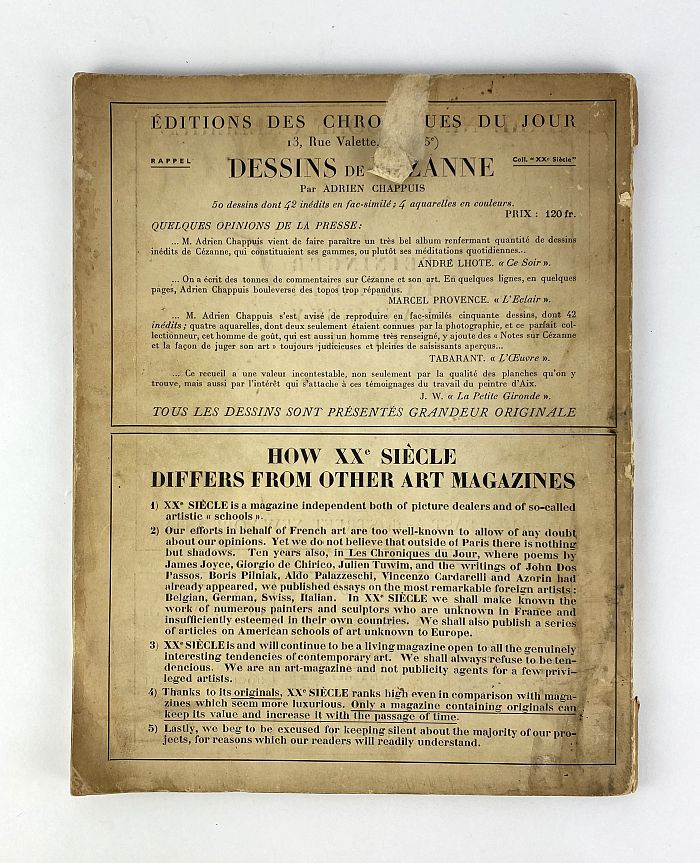 ÉDITIONS DES CHRONIQUES DU JOUR
13, Rue Valette, 5e)
RAPPEL
DESSINS DE CÉZANNE
Coll. "XXe Siècle"
Par ADRIEN CHAPPUIS
50 dessins dont 42 inédits en fac-similé ; 4 aquarelles en couleurs.
PRIX : 120 fr.
QUELQUES OPINIONS DE LA PRESSE :
... M. Adrien Chappuis vient de faire paraître un très bel album renfermant quantité de dessins
inédits de Cézanne, qui constituaient ses gammes, ou plutôt ses méditations quotidiennes...
ANDRÉ LHOTE. « Ce Soir ».
... On a écrit des tonnes de commentaires sur Cézanne et son art. En quelques lignes, en quelques
pages, Adrien Chappuis bouleverse des topos trop répandus.
MARCEL PROVENCE. « L'Eclair ».
... M. Adrien Chappuis s'est avisé de reproduire en fac-similés cinquante dessins, dont 42
inédits ; quatre aquarelles, dont deux seulement étaient connues par la photographie, et ce parfait col-
lectionneur, cet homme de goût, qui est aussi un homme très renseigné, y ajoute des « Notes sur Cézanne
et la façon de juger son art » toujours judicieuses et pleines de saisissants aperçus...
TABARANT. « L'Œuvre ».
... Ce recueil a une valeur incontestable, non seulement par la qualité des planches qu'on y
trouve, mais aussi par l'intérêt qui s'attache à ces témoignages du travail du peintre d'Aix.
J. W. « La Petite Gironde ».
TOUS LES DESSINS SONT PRÉSENTÉS GRANDEUR ORIGINALE
HOW XXe SIÈCLE
DIFFERS FROM OTHER ART MAGAZINES
1) XXe SIÈCLE is a magazine independent both of picture dealers and of so-called
artistic « schools ».
2) Our efforts in behalf of French art are too well-known to allow of any doubt
about our opinions. Yet we do not believe that outside of Paris there is nothing
but shadows. Ten years also, in Les Chroniques du Jour, where poems by
James Joyce, Giorgio de Chirico, Julien Tuwim, and the writings of John Dos
Passos, Boris Pilniak, Aldo Palazzeschi, Vincenzo Cardarelli and Azorin had
already appeared, we published essays on the most remarkable foreign artists :
Belgian, German, Swiss, Italian. In XXe SIÈCLE we shall make known the
work of numerous painters and sculptors who are unknown in France and
insufficiently esteemed in their own countries. We shall also publish a series
of articles on American schools of art unknown to Europe.
3) XXe SIÈCLE is and will continue to be a living magazine open to all the genuinely
interesting tendencies of contemporary art. We shall always refuse to be ten-
dencious. We are an art-magazine and not publicity agents for a few privi-
leged artists.
4) Thanks to its originals, XXe SIÈCLE ranks high even in comparison with maga-
zines which seem more luxurious. Only a magazine containing originals can
keep its value and increase it with the passage of time.
5) Lastly, we beg to be excused for keeping silent about the majority of our pro-
jects, for reasons which our readers will readily understand.